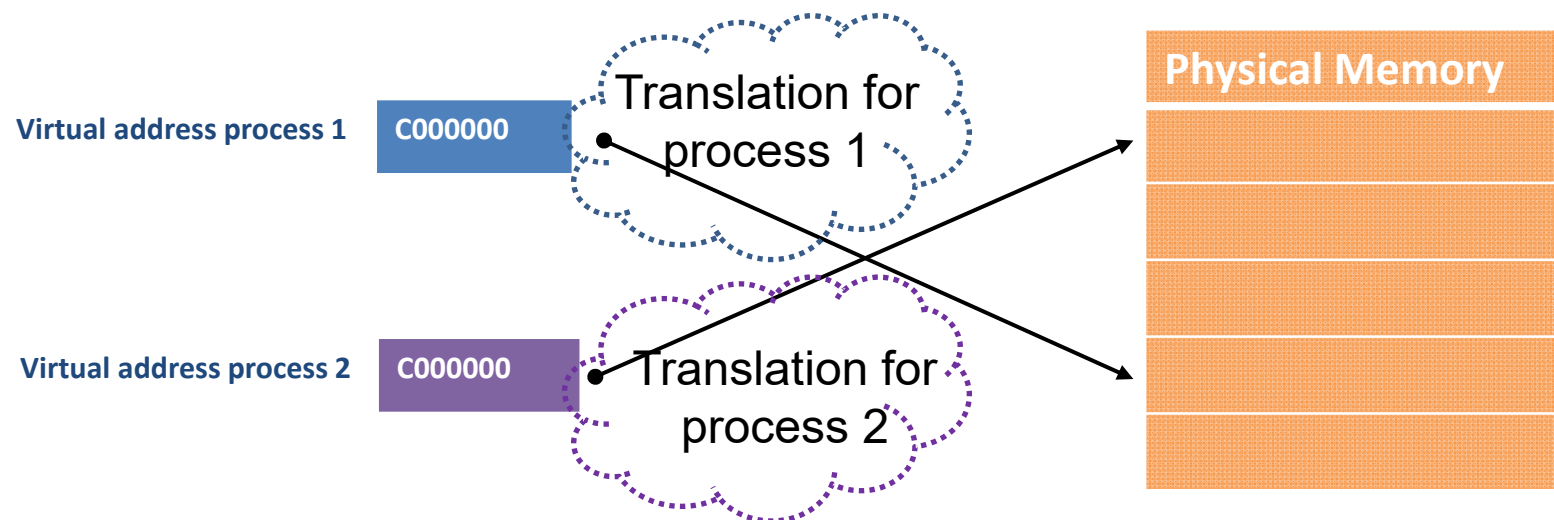 Physical Memory
Translation for
process 1
Virtual address process 1
C000000
Translation for
process 2
Virtual address process 2
C000000